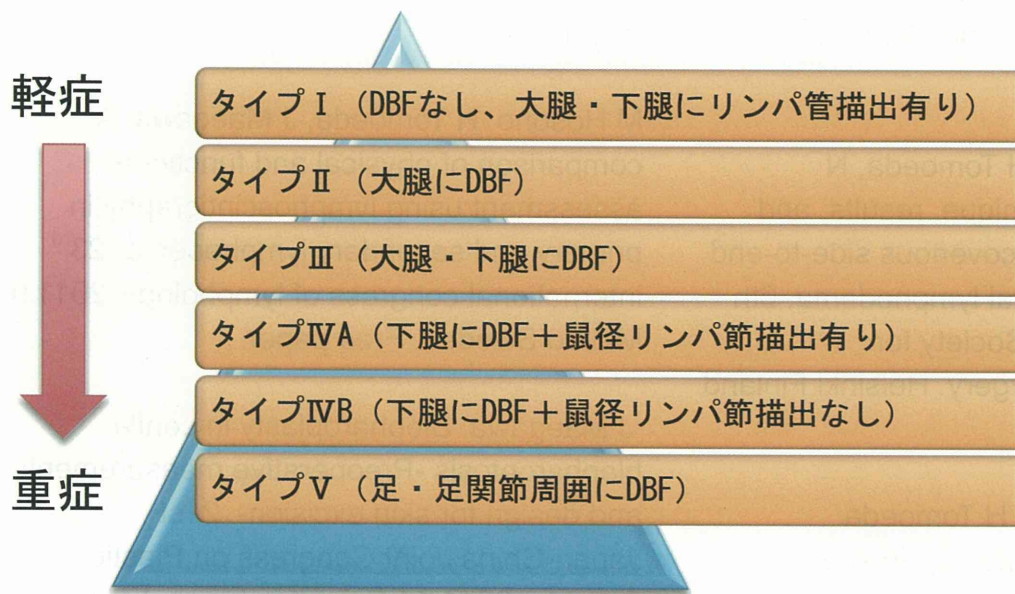 軽症
タイプⅠ（DBFなし、大腿・下腿にリンパ管描出有り）
タイプⅡ（大腿にDBF）
タイプⅢ（大腿・下腿にDBF）
タイプⅣA（下腿にDBF＋鼠径リンパ節描出有り）
タイプⅣB（下腿にDBF＋鼠径リンパ節描出なし）
重症
タイプⅤ（足・足関節周囲にDBF）